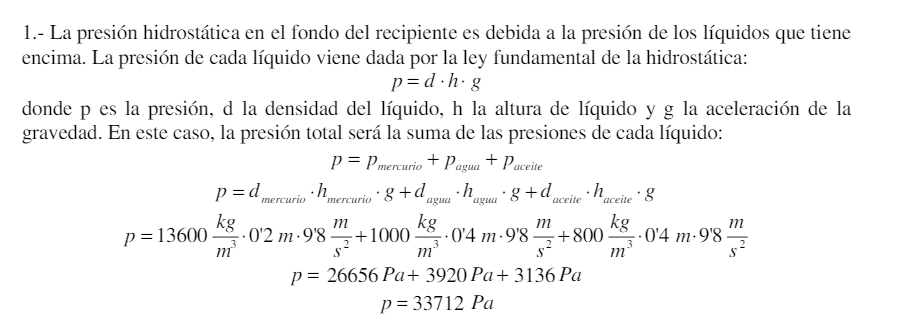 1.- La presión hidrostática en el fondo del recipiente es debida a la presión de los líquidos que tiene
encima. La presión de cada líquido viene dada por la ley fundamental de la hidrostática:
p = d · h · g
donde p es la presión, d la densidad del líquido, h la altura de líquido y g la aceleración de la
gravedad. En este caso, la presión total será la suma de las presiones de cada líquido:
p = p_mercurio + p_agua + p_aceite
p = d_mercurio · h_mercurio · g + d_agua · h_agua · g + d_aceite · h_aceite · g
p = 13600 kg/m³ · 0'2 m · 9'8 m/s² + 1000 kg/m³ · 0'4 m · 9'8 m/s² + 800 kg/m³ · 0'4 m · 9'8 m/s²
p = 26656 Pa + 3920 Pa + 3136 Pa
p = 33712 Pa